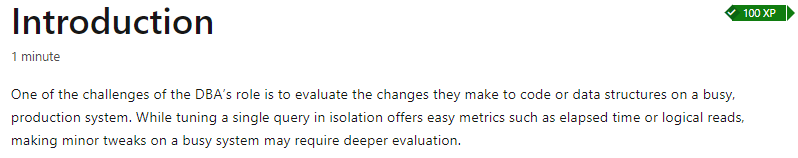 Introduction
100 XP
1 minute
One of the challenges of the DBA's role is to evaluate the changes they make to code or data structures on a busy,
production system. While tuning a single query in isolation offers easy metrics such as elapsed time or logical reads,
making minor tweaks on a busy system may require deeper evaluation.